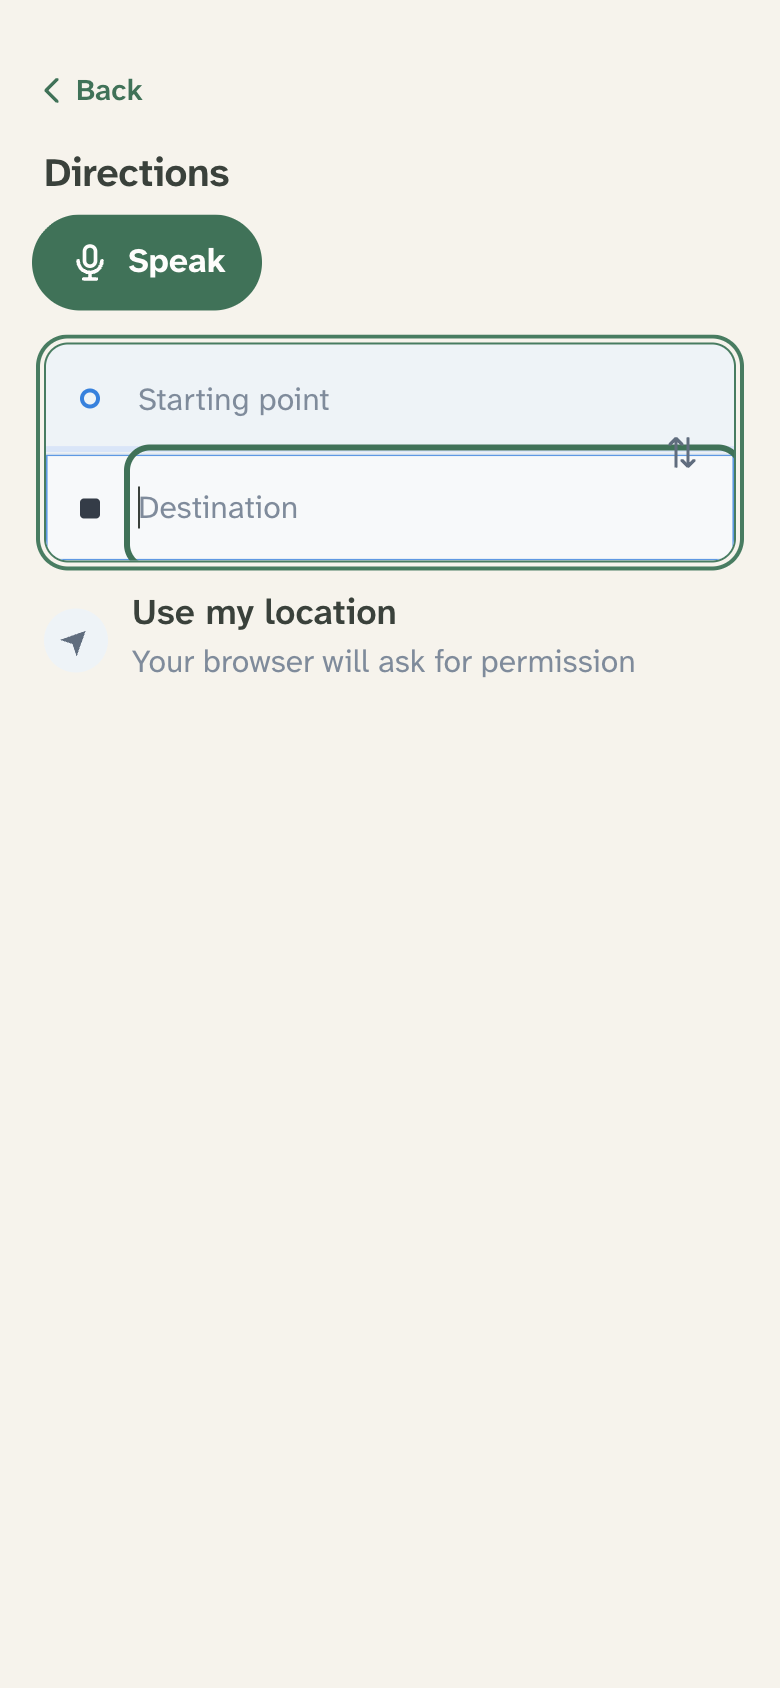 Back
Directions
Speak
Starting point
Destination
Use my location
Your browser will ask for permission